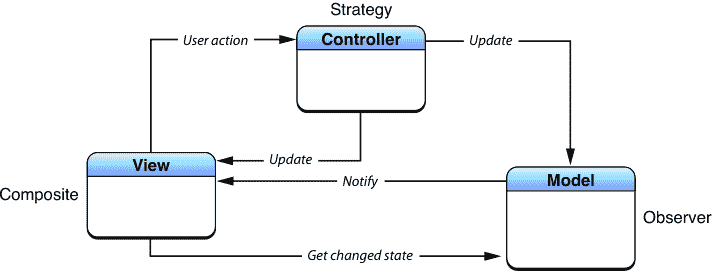 Strategy
User action
Controller
Update
Update
View
Notify
Model
Composite
Observer
Get changed state